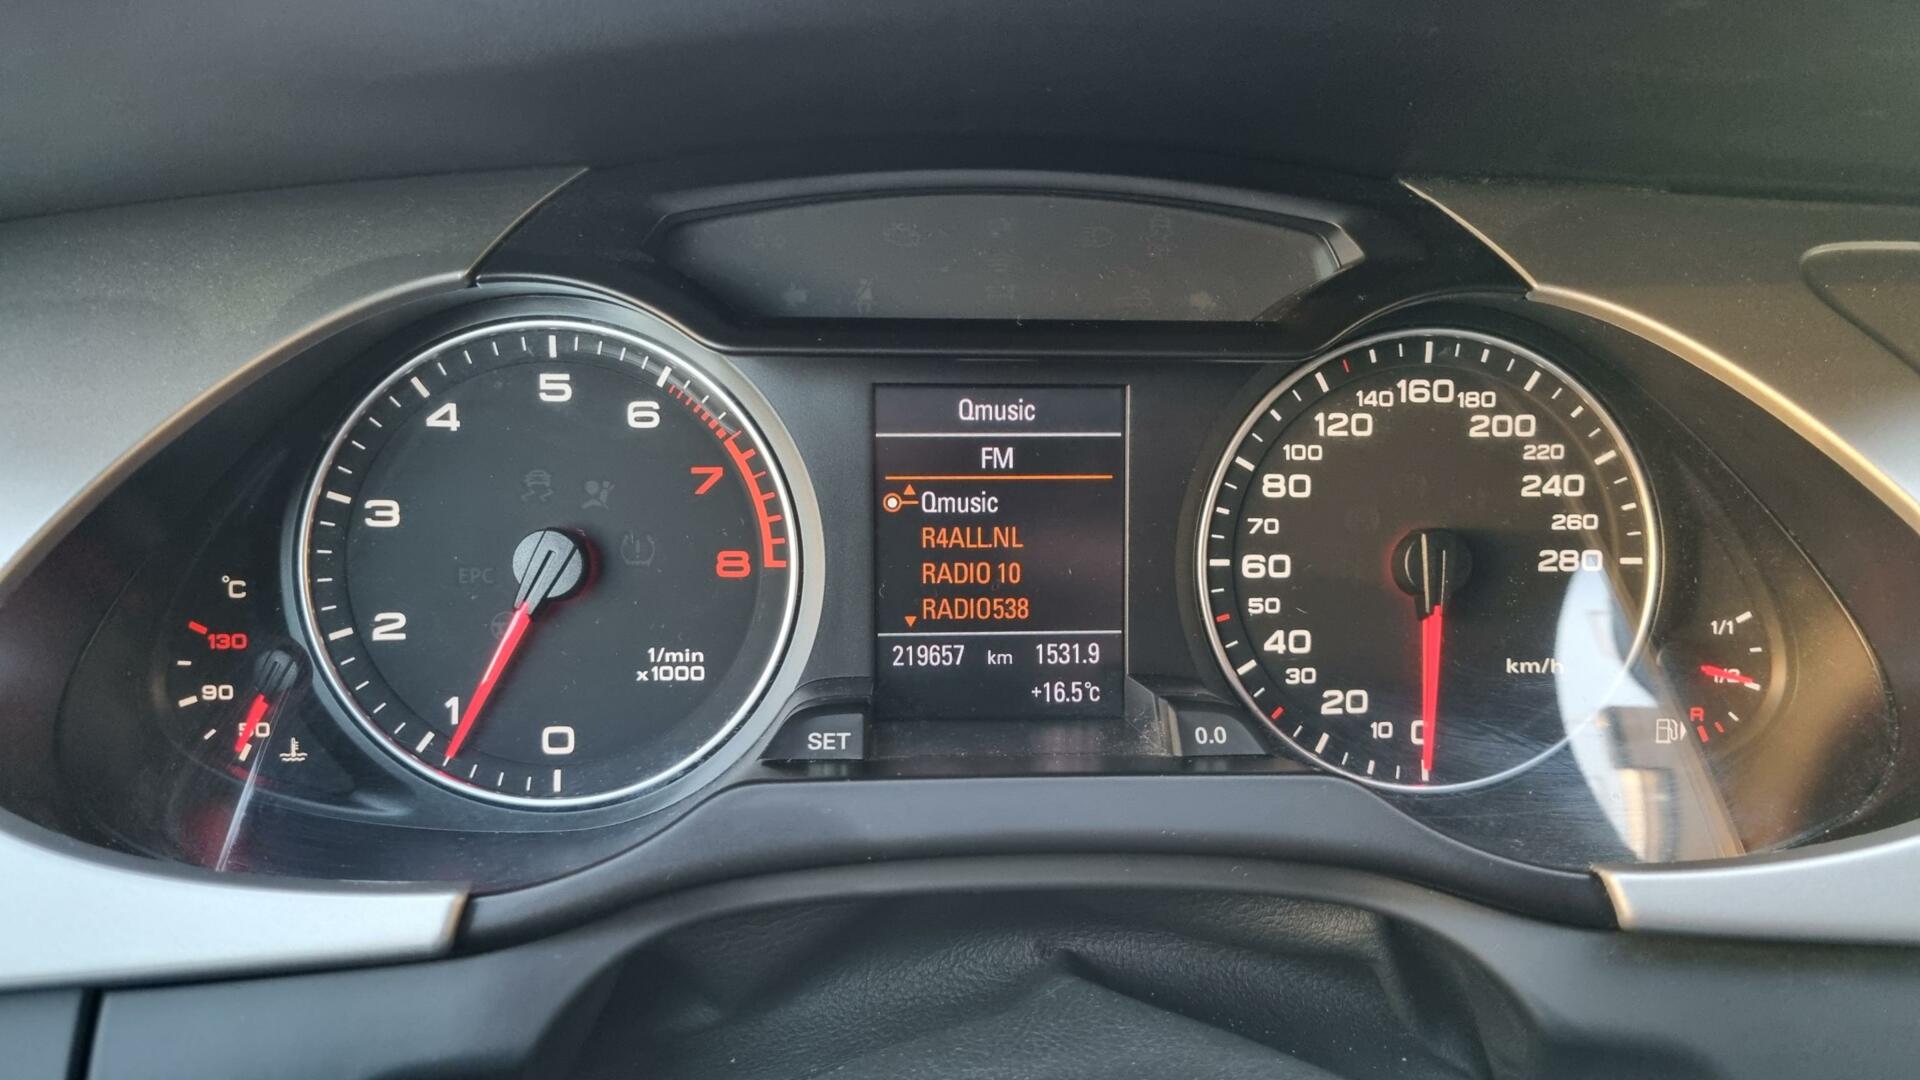 Qmusic
FM
Qmusic
R4ALL.NL
RADIO 10
RADIO538
219657 km 1531.9
+16.5°C
SET
0.0
0
1
2
3
4
5
6
7
8
1/min
x1000
EPC
°C
130
90
50
0
10
20
30
40
50
60
70
80
100
120
140
160
180
200
220
240
260
280
km/h
1/1
1/2
R